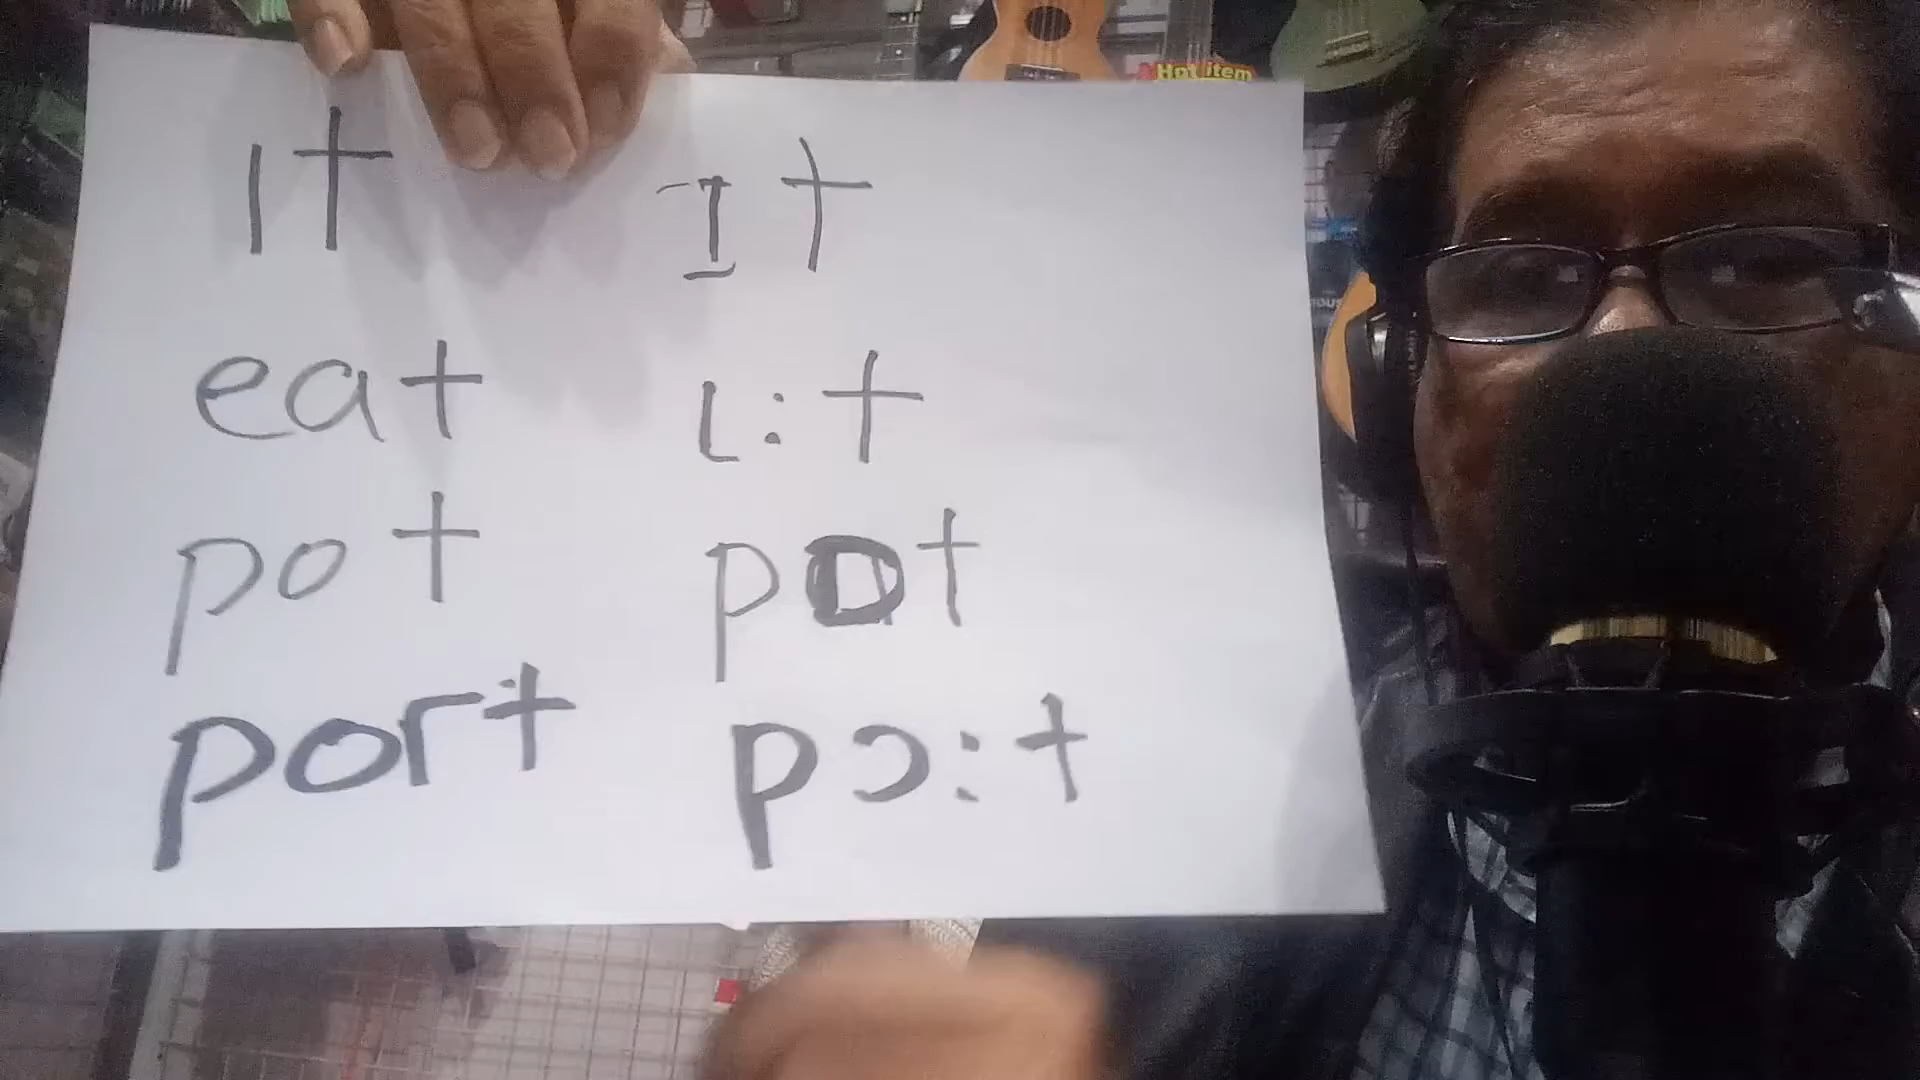 It ɪt
eat i:t
pot pɒt
port pɔ:t
Hot item